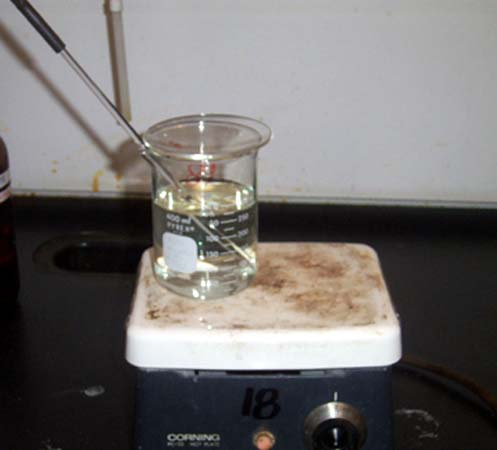 400 ml
PYREX
250
200
150
18
CORNING
HOT PLATE